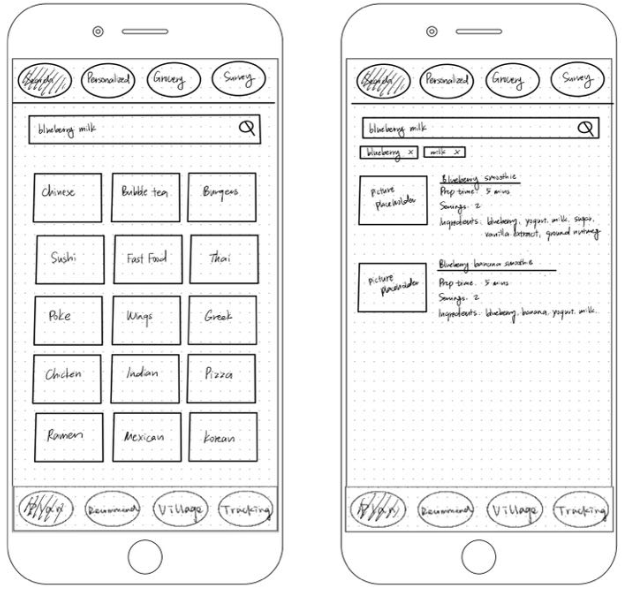 Search Personalized Grocery Survey
blueberry milk
Chinese Bubble tea Burgers
Sushi Fast Food Thai
Poke Wings Greek
Chicken Indian Pizza
Ramen Mexican Korean
Plan Recommend Village Tracking
Search Personalized Grocery Survey
blueberry milk
blueberry x milk x
Picture
placeholder
Blueberry smoothie
Prep time: 5 mins
Servings: 2
Ingredients: blueberry, yogurt, milk, sugar,
vanilla extract, ground nutmeg
Picture
placeholder
Blueberry banana smoothie
Prep time: 5 mins
Servings: 2
Ingredients: blueberry, banana, yogurt, milk
Plan Recommend Village Tracking